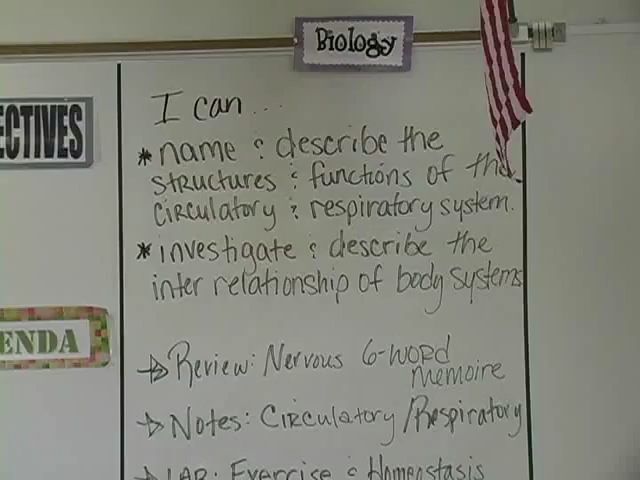 Biology
ECTIVES
I can...
* name & describe the
structures & functions of the
circulatory & respiratory system.
* investigate & describe the
inter relationship of body systems
ENDA
→ Review: Nervous 6-word
memoire
→ Notes: Circulatory/Respiratory
→ LAB: Exercise & Homeostasis